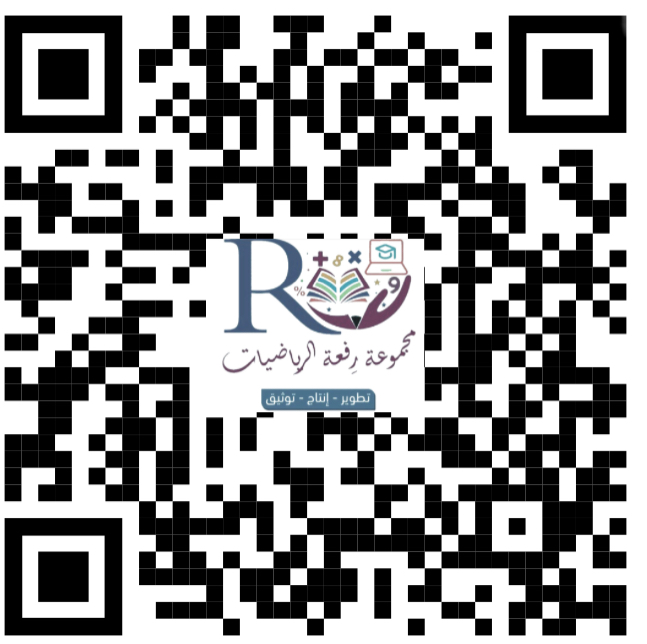 R
مجموعة رفعة الرياضيات
تطوير - إنتاج - توثيق